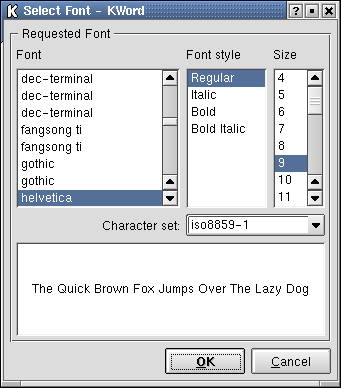 Select Font - KWord
Requested Font
Font
Font style
Size
dec-terminal
dec-terminal
dec-terminal
fangsong ti
fangsong ti
gothic
gothic
helvetica
Regular
Italic
Bold
Bold Italic
4
5
6
7
8
9
10
11
Character set: iso8859-1
The Quick Brown Fox Jumps Over The Lazy Dog
OK
Cancel